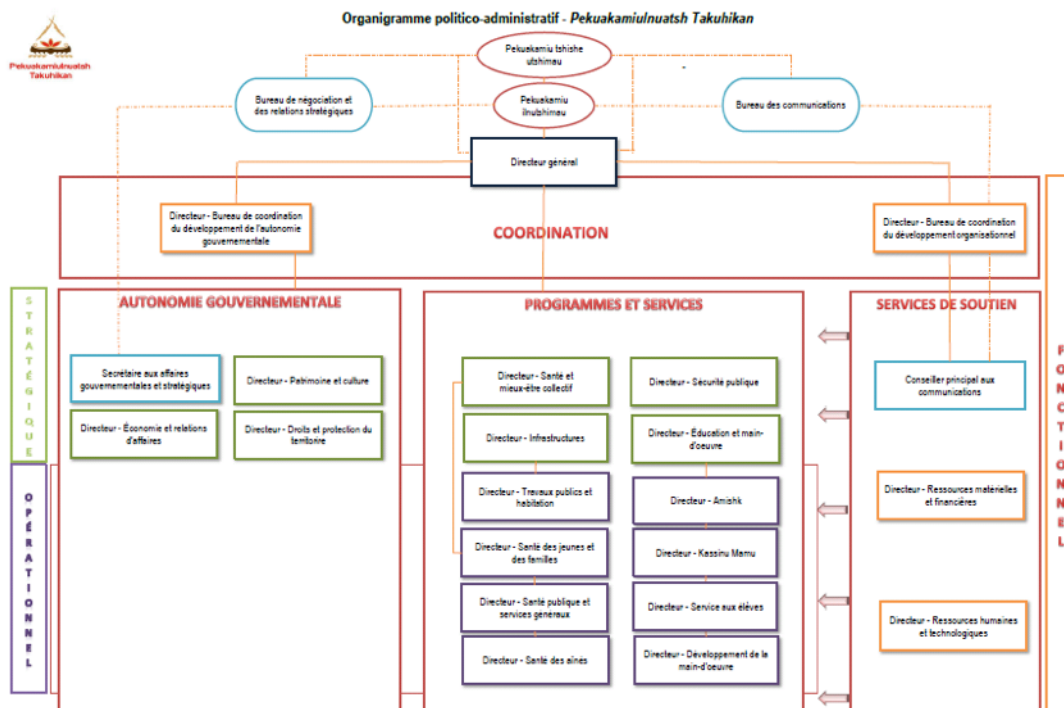 Organigramme politico-administratif - Pekuakamiulnuatsh Takuhikan
Pekuakamiulnuatsh
Takuhikan
Pekuakamiu tshishe
utshimau
Bureau de négociation et
des relations stratégiques
Pekuakamiu
ilnutshimau
Bureau des communications
Directeur général
Directeur - Bureau de coordination
du développement de l'autonomie
gouvernementale
COORDINATION
Directeur - Bureau de coordination
du développement organisationnel
STRATÉGIQUE
OPÉRATIONNEL
AUTONOMIE GOUVERNEMENTALE
Secrétaire aux affaires
gouvernementales et stratégiques
Directeur - Patrimoine et culture
Directeur - Économie et relations
d'affaires
Directeur - Droits et protection du
territoire
PROGRAMMES ET SERVICES
Directeur - Santé et
mieux-être collectif
Directeur - Sécurité publique
Directeur - Infrastructures
Directeur - Éducation et main-
d'oeuvre
Directeur - Travaux publics et
habitation
Directeur - Amishk
Directeur - Santé des jeunes et
des familles
Directeur - Kassinu Mamu
Directeur - Santé publique et
services généraux
Directeur - Service aux élèves
Directeur - Santé des aînés
Directeur - Développement de la
main-d'oeuvre
SERVICES DE SOUTIEN
Conseiller principal aux
communications
Directeur - Ressources matérielles
et financières
Directeur - Ressources humaines
et technologiques
FONCTIONNEL